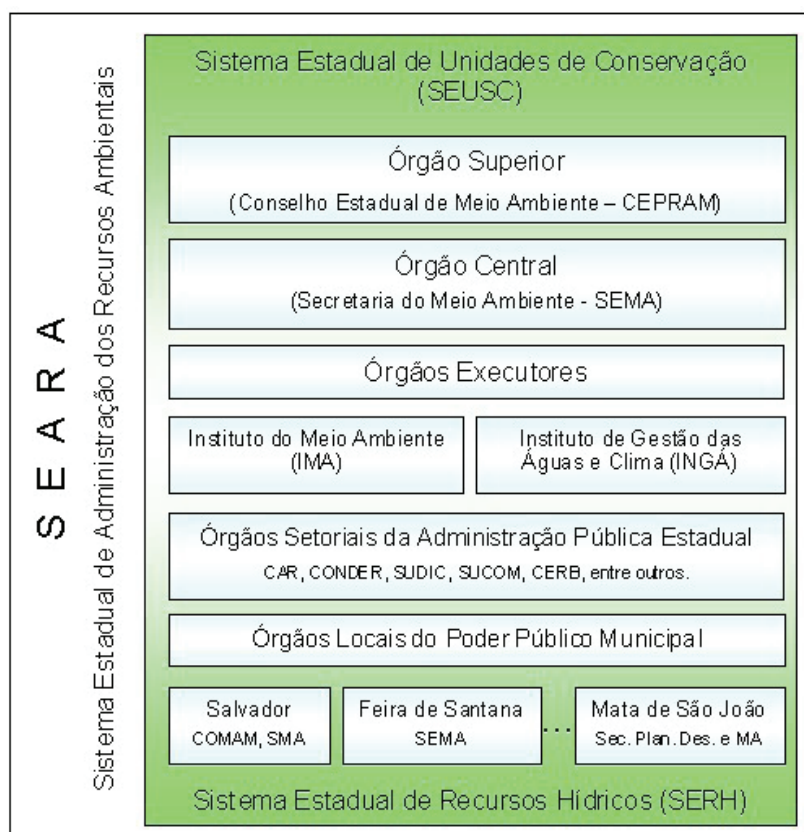 S E A R A
Sistema Estadual de Administração dos Recursos Ambientais
Sistema Estadual de Unidades de Conservação
(SEUSC)
Órgão Superior
(Conselho Estadual de Meio Ambiente – CEPRAM)
Órgão Central
(Secretaria do Meio Ambiente - SEMA)
Órgãos Executores
Instituto do Meio Ambiente
(IMA)
Instituto de Gestão das
Águas e Clima (INGÁ)
Órgãos Setoriais da Administração Pública Estadual
CAR, CONDER, SUDIC, SUCOM, CERB, entre outros.
Órgãos Locais do Poder Público Municipal
Salvador
COMAM, SMA
Feira de Santana
SEMA
...
Mata de São João
Sec. Plan. Des. e MA
Sistema Estadual de Recursos Hídricos (SERH)